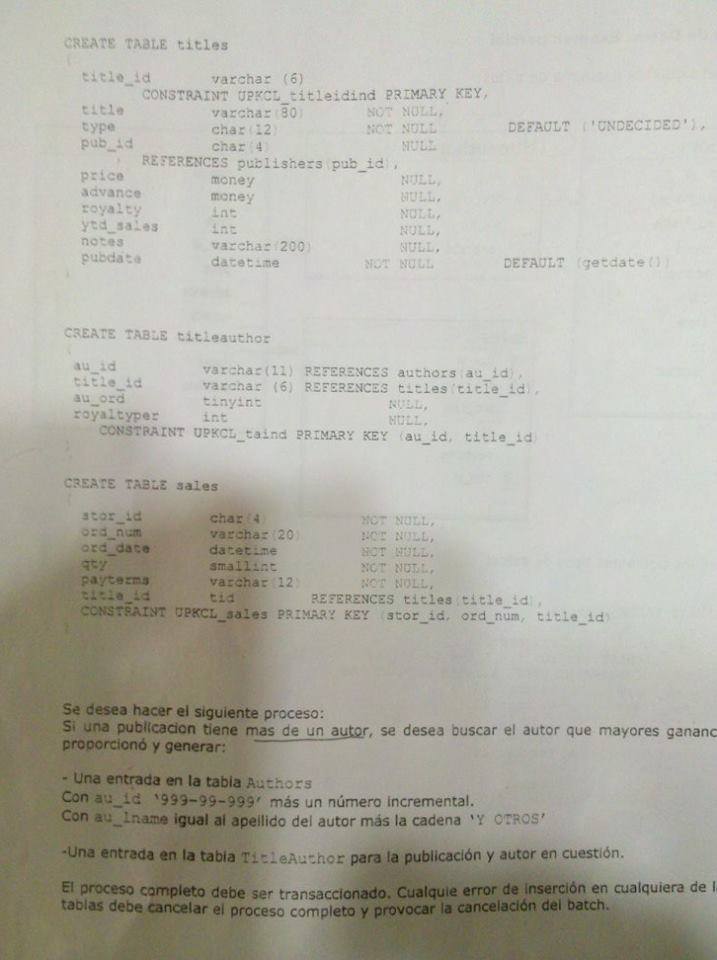 CREATE TABLE titles
(
title_id varchar (6)
CONSTRAINT UPKCL_titleidind PRIMARY KEY,
title varchar(80) NOT NULL,
type char(12) NOT NULL DEFAULT ('UNDECIDED'),
pub_id char(4) NULL
REFERENCES publishers(pub_id),
price money NULL,
advance money NULL,
royalty int NULL,
ytd_sales int NULL,
notes varchar(200) NULL,
pubdate datetime NOT NULL DEFAULT (getdate())
)
CREATE TABLE titleauthor
(
au_id varchar(11) REFERENCES authors(au_id),
title_id varchar (6) REFERENCES titles(title_id),
au_ord tinyint NULL,
royaltyper int NULL,
CONSTRAINT UPKCL_taind PRIMARY KEY (au_id, title_id)
)
CREATE TABLE sales
(
stor_id char(4) NOT NULL,
ord_num varchar(20) NOT NULL,
ord_date datetime NOT NULL,
qty smallint NOT NULL,
payterms varchar(12) NOT NULL,
title_id tid REFERENCES titles(title_id),
CONSTRAINT UPKCL_sales PRIMARY KEY (stor_id, ord_num, title_id)
)
Se desea hacer el siguiente proceso:
Si una publicacion tiene mas de un autor, se desea buscar el autor que mayores gananc
proporcionó y generar:
- Una entrada en la tabla Authors
Con au_id '999-99-999' más un número incremental.
Con au_lname igual al apellido del autor más la cadena 'Y OTROS'
-Una entrada en la tabla TitleAuthor para la publicación y autor en cuestión.
El proceso completo debe ser transaccionado. Cualquie error de inserción en cualquiera de l
tablas debe cancelar el proceso completo y provocar la cancelación del batch.